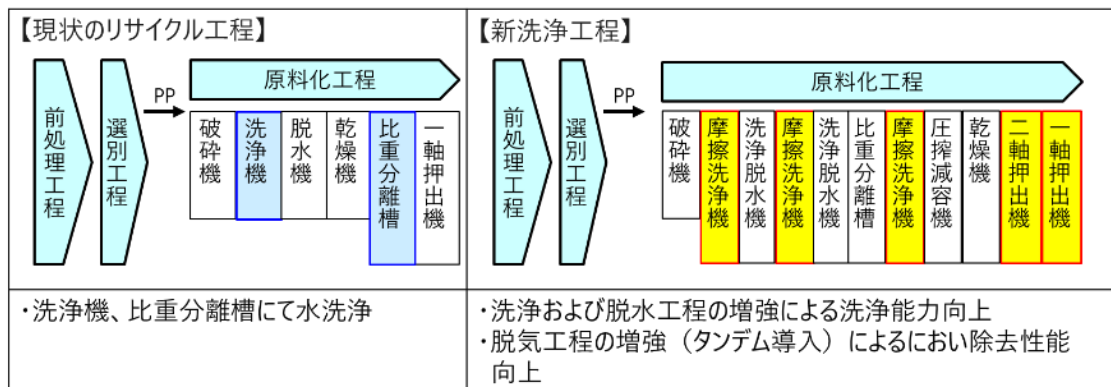 【現状のリサイクル工程】
前処理工程
選別工程
PP
原料化工程
破砕機
洗浄機
脱水機
乾燥機
比重分離槽
一軸押出機
・洗浄機、比重分離槽にて水洗浄
【新洗浄工程】
前処理工程
選別工程
PP
原料化工程
破砕機
摩擦洗浄機
洗浄脱水機
摩擦洗浄機
洗浄脱水機
比重分離槽
摩擦洗浄機
圧搾減容機
乾燥機
二軸押出機
一軸押出機
・洗浄および脱水工程の増強による洗浄能力向上
・脱気工程の増強（タンデム導入）によるにおい除去性能
向上